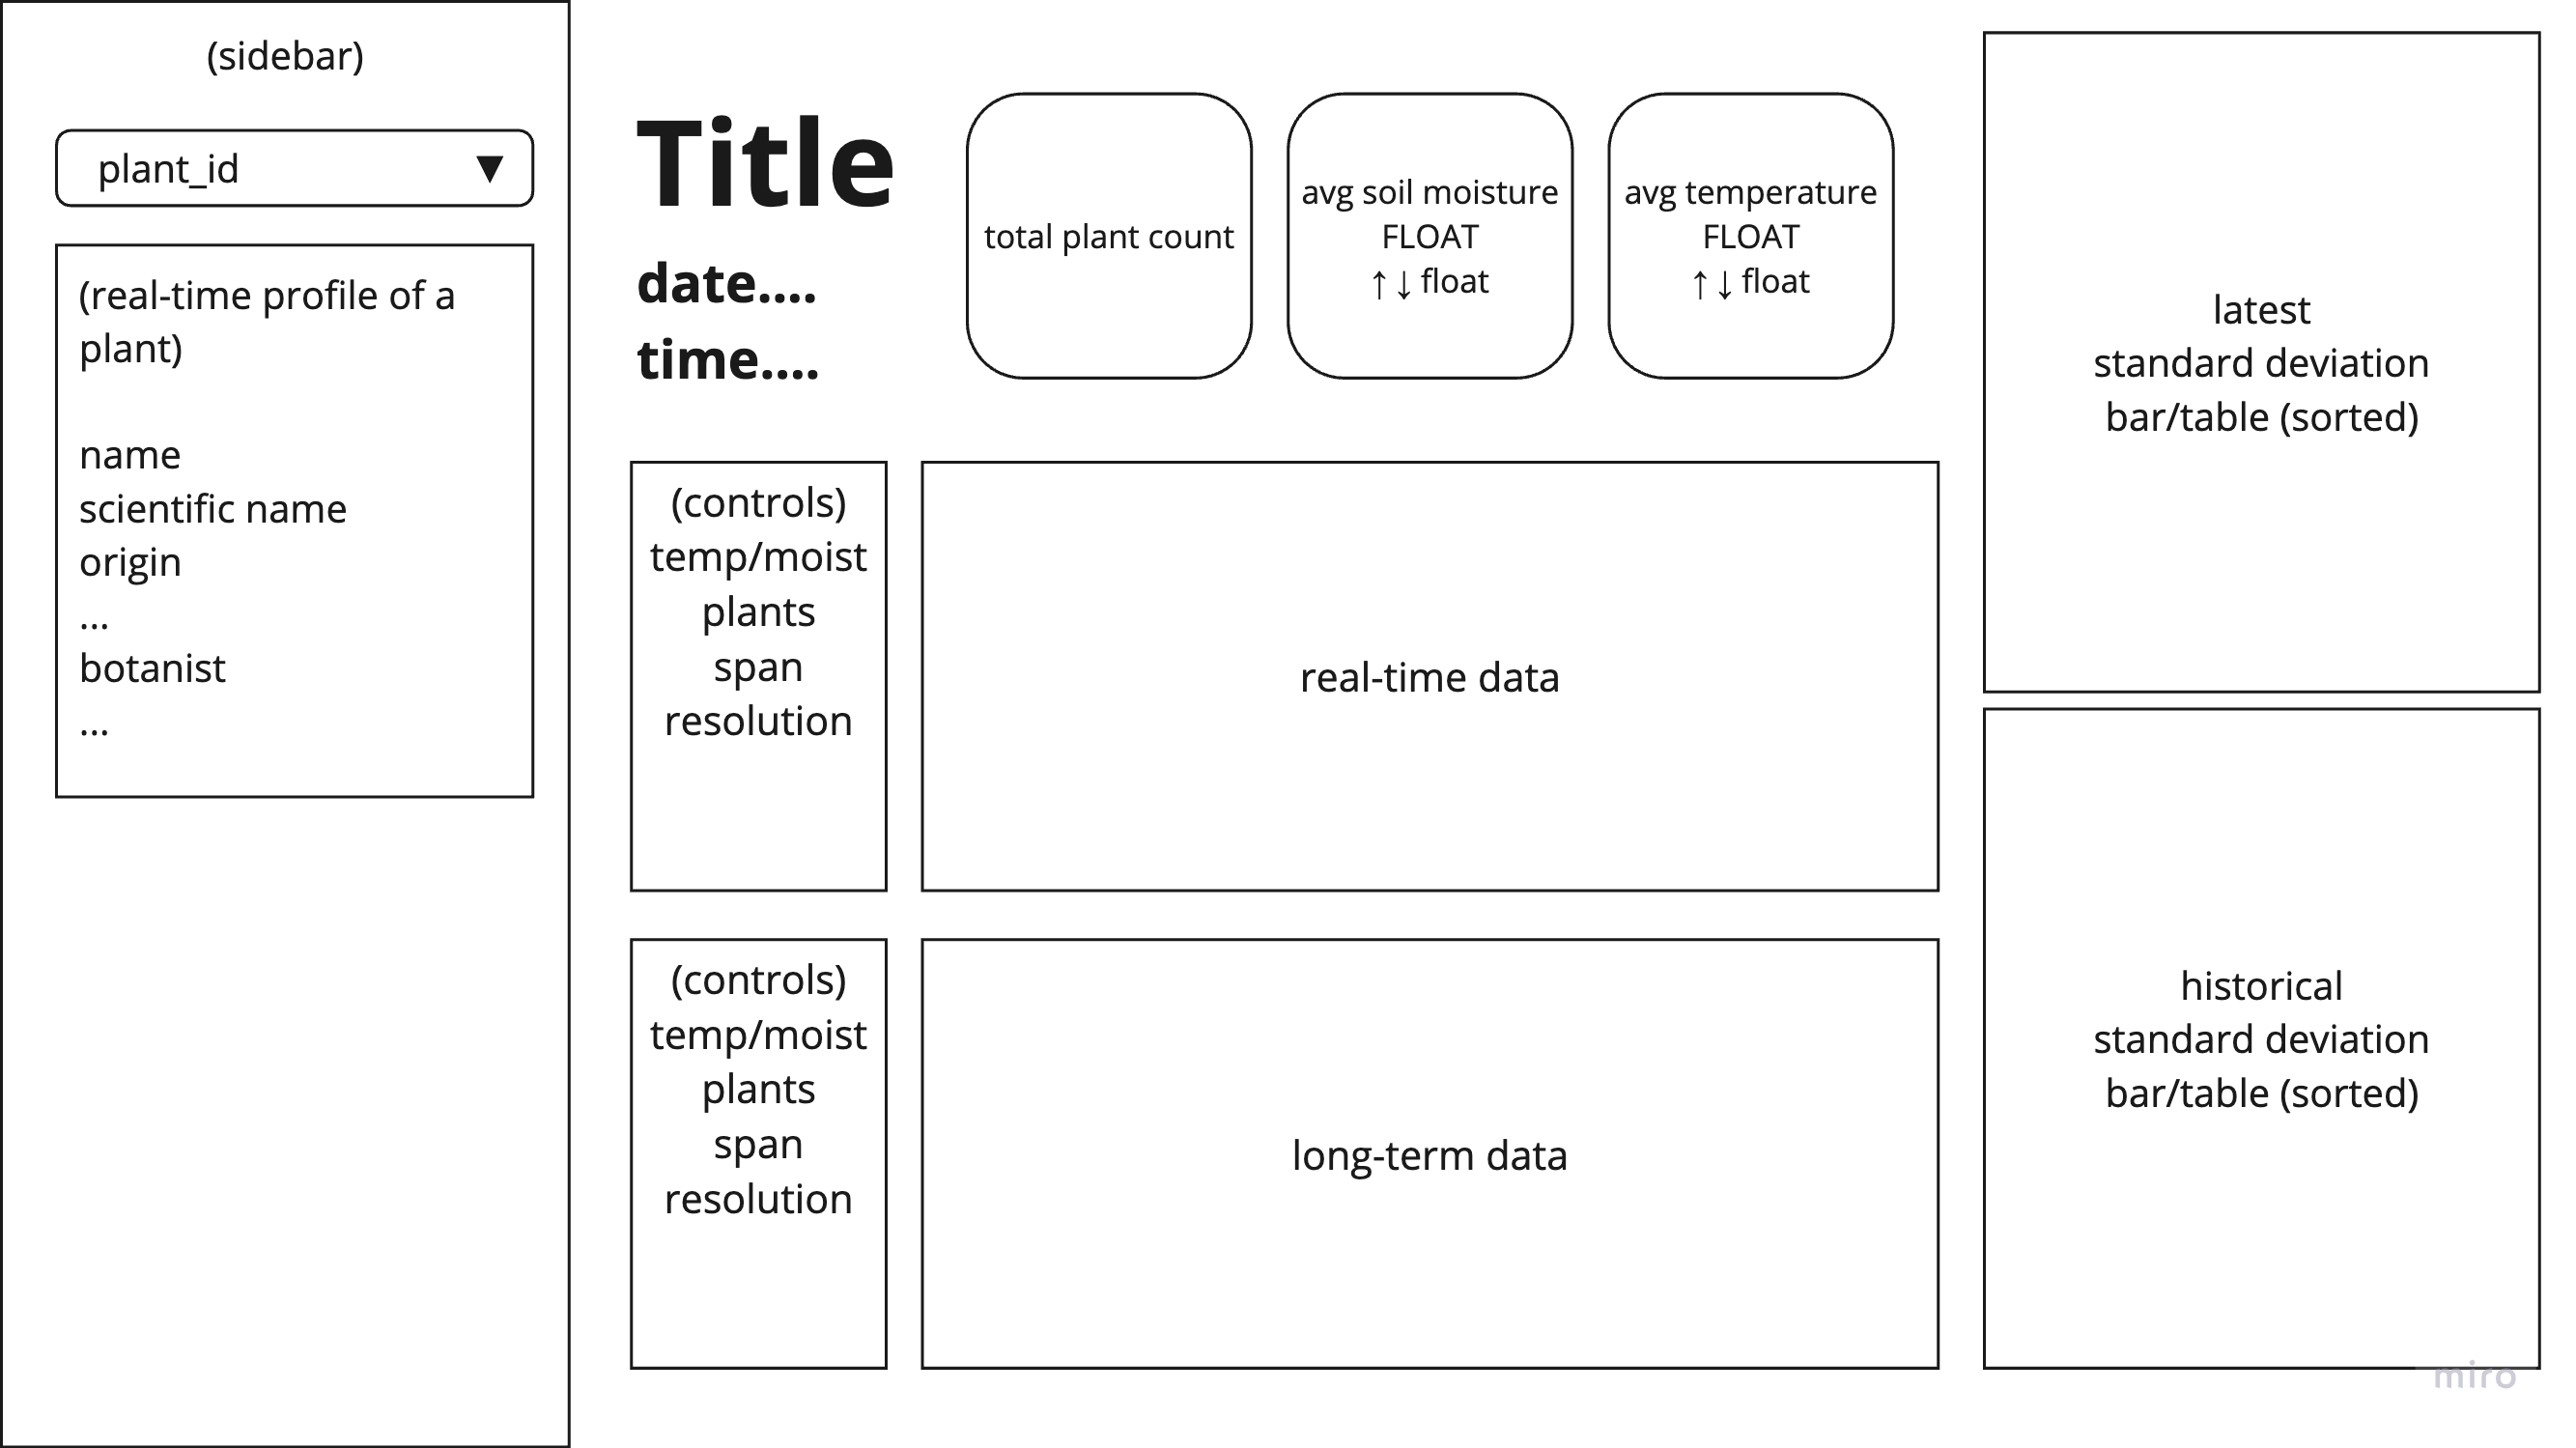 (sidebar)
plant_id ▼
(real-time profile of a
plant)
name
scientific name
origin
...
botanist
...
Title
date....
time....
total plant count
avg soil moisture
FLOAT
↑↓ float
avg temperature
FLOAT
↑↓ float
(controls)
temp/moist
plants
span
resolution
real-time data
(controls)
temp/moist
plants
span
resolution
long-term data
latest
standard deviation
bar/table (sorted)
historical
standard deviation
bar/table (sorted)
miro